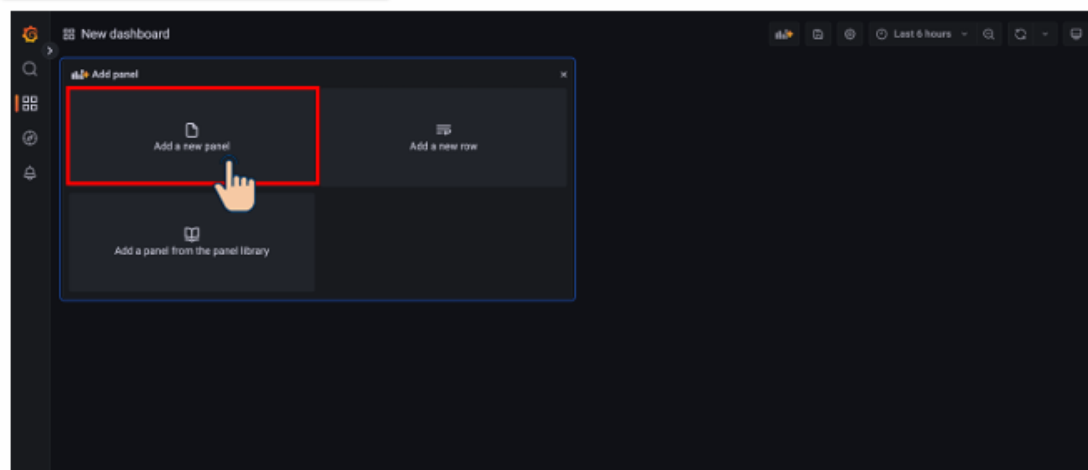 New dashboard
Last 6 hours
Add panel
Add a new panel
Add a new row
Add a panel from the panel library